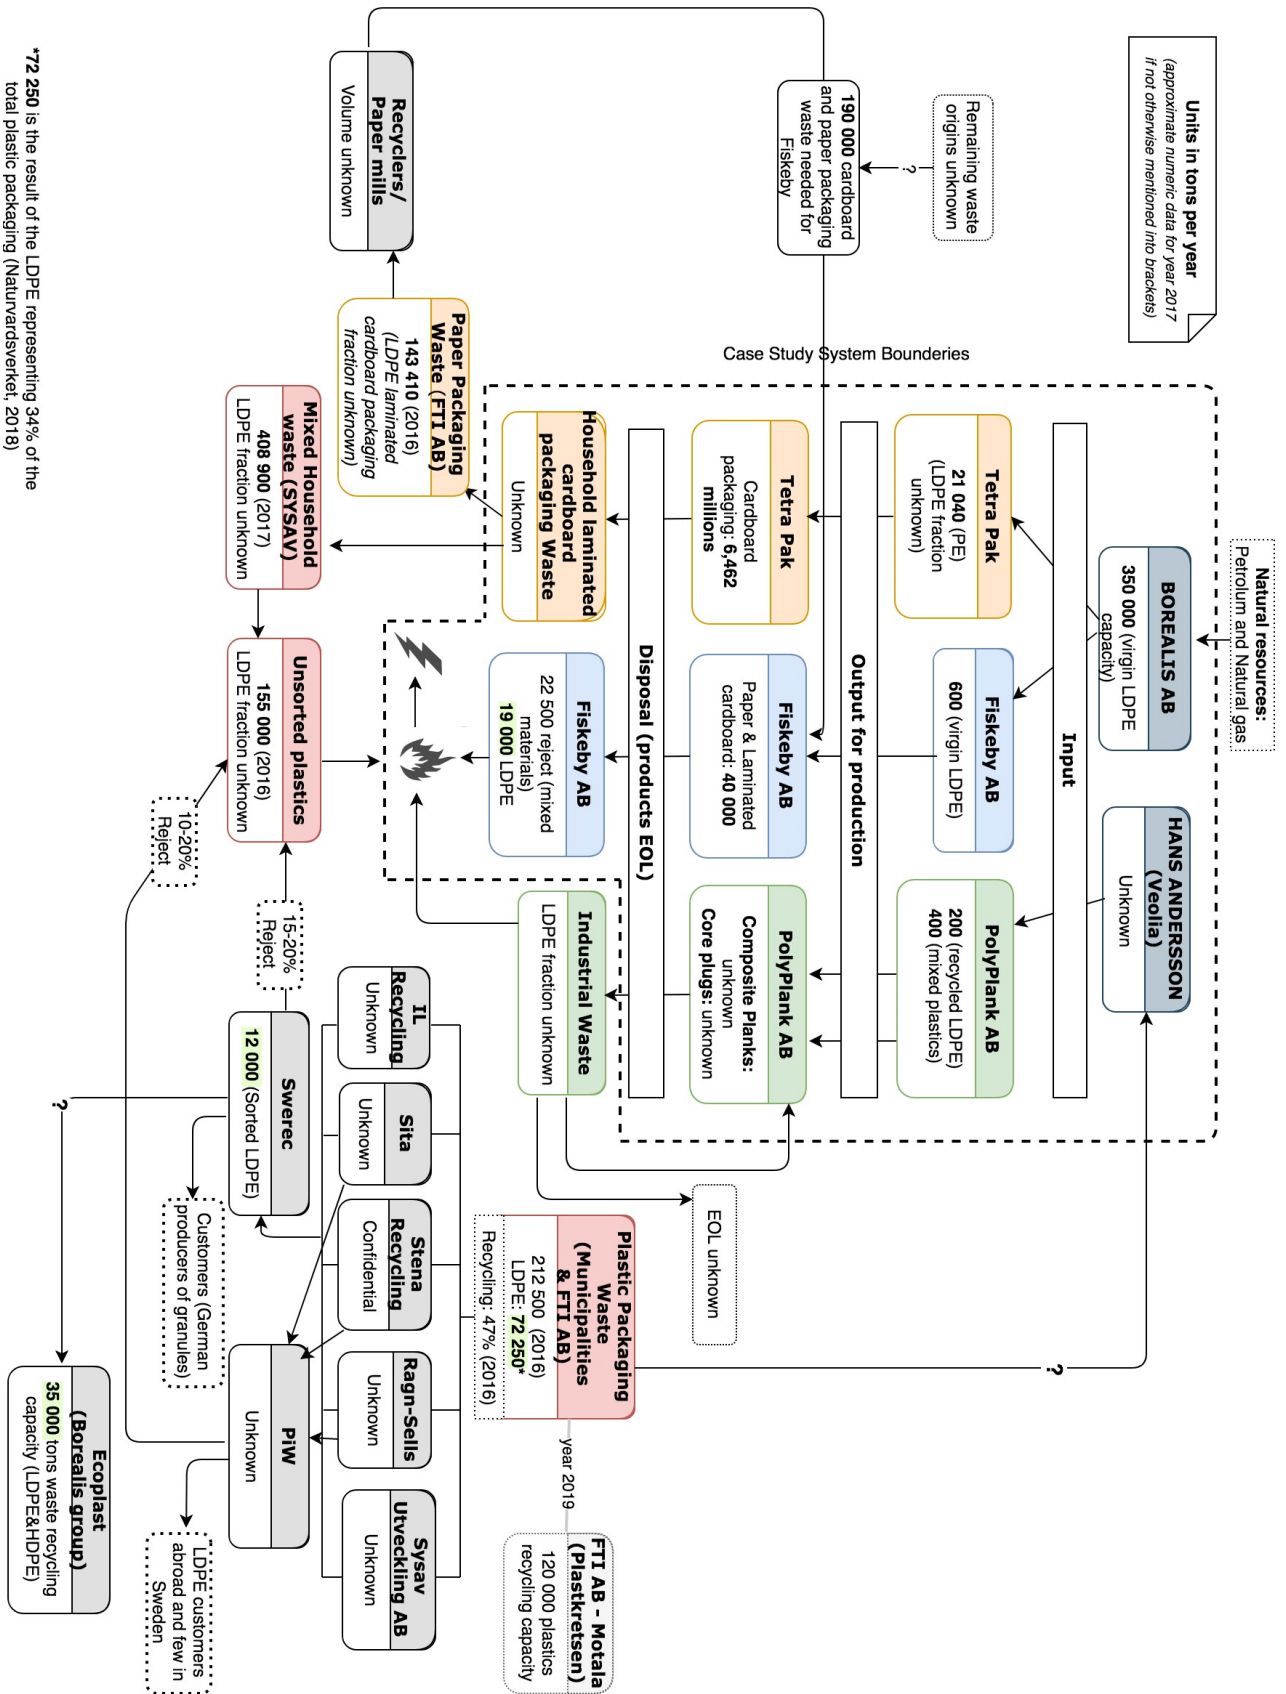 Units in tons per year
(approximate numeric data for year 2017
if not otherwise mentioned into brackets)
Natural resources:
Petrolum and Natural gas
Remaining waste
origins unknown
?
190 000 cardboard
and paper packaging
waste needed for
Fiskeby
Case Study System Bounderies
BOREALIS AB
350 000 (virgin LDPE
capacity)
HANS ANDERSSON
(Veolia)
Unknown
Input
Tetra Pak
21 040 (PE)
(LDPE fraction
unknown)
Fiskeby AB
600 (virgin LDPE)
PolyPlank AB
200 (recycled LDPE)
400 (mixed plastics)
Output for production
Tetra Pak
Cardboard
packaging: 6,462
millions
Fiskeby AB
Paper & Laminated
cardboard: 40 000
PolyPlank AB
Composite Planks:
unknown
Core plugs: unknown
Disposal (products EOL)
Household laminated
cardboard
packaging Waste
Unknown
Fiskeby AB
22 500 reject (mixed
materials)
19 000 LDPE
Industrial Waste
LDPE fraction unknown
EOL unknown
?
Plastic Packaging
Waste
(Municipalities
& FTI AB)
212 500 (2016)
LDPE: 72 250*
Recycling: 47% (2016)
year 2019
FTI AB - Motala
(Plastkretsen)
120 000 plastics
recycling capacity
Recyclers/
Paper mills
Volume unknown
Paper Packaging
Waste (FTI AB)
143 410 (2016)
(LDPE laminated
cardboard packaging
fraction unknown)
Mixed Household
waste (SYSAV)
408 900 (2017)
LDPE fraction unknown
Unsorted plastics
155 000 (2016)
LDPE fraction unknown
IL
Recycling
Unknown
Sita
Unknown
Stena
Recycling
Confidential
Ragn-Sells
Unknown
Sysav
Utveckling AB
Unknown
15-20%
Reject
Swerec
12 000 (Sorted LDPE)
PiW
Unknown
10-20%
Reject
Customers (German
producers of granules)
LDPE customers
abroad and few in
Sweden
?
Ecoplast
(Borealis group)
35 000 tons waste recycling
capacity (LDPE&HDPE)
*72 250 is the result of the LDPE representing 34% of the
total plastic packaging (Naturvardsverket, 2018)